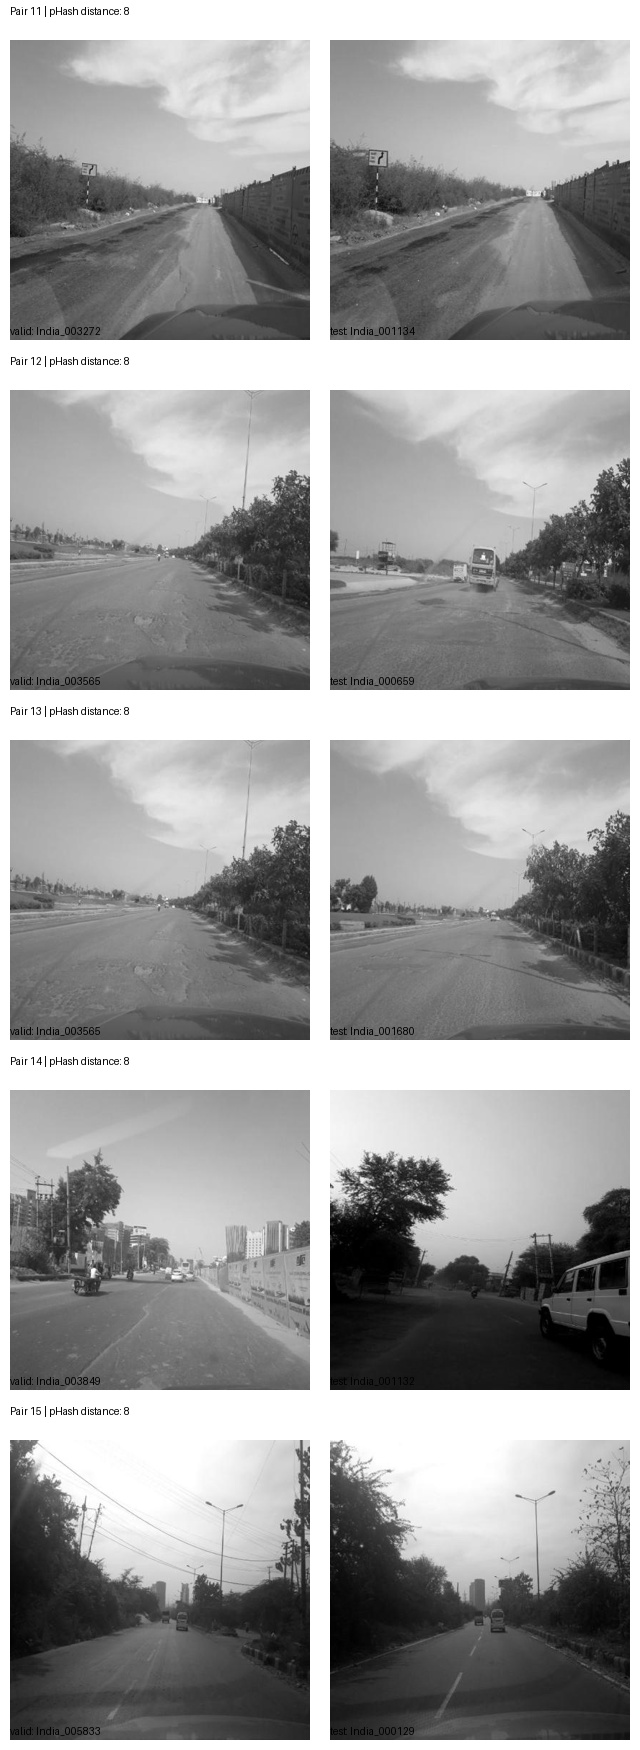 Pair 11 | pHash distance: 8
valid: India_003272
test: India_001134
Pair 12 | pHash distance: 8
valid: India_003565
test: India_000659
Pair 13 | pHash distance: 8
valid: India_003565
test: India_001680
Pair 14 | pHash distance: 8
valid: India_003849
test: India_001132
Pair 15 | pHash distance: 8
valid: India_005833
test: India_000129